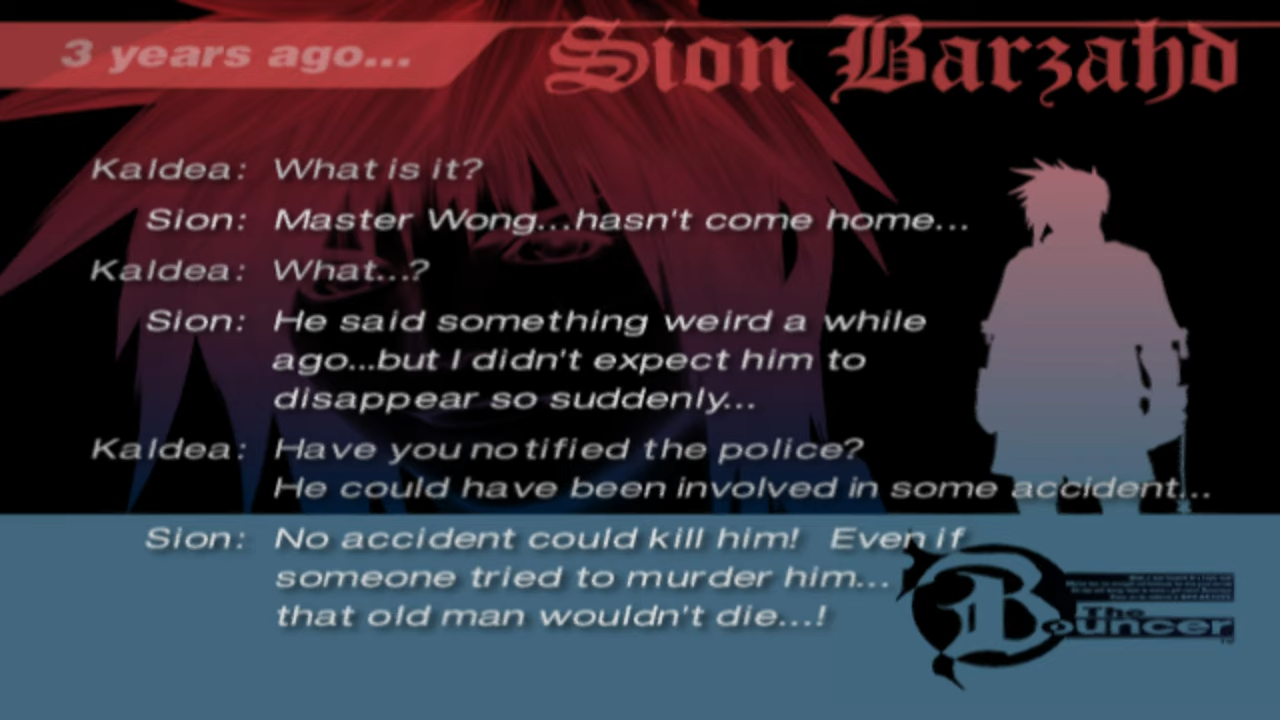 3 years ago...
Sion Barzahd
Kaldea: What is it?
Sion: Master Wong...hasn't come home...
Kaldea: What...?
Sion: He said something weird a while
ago...but I didn't expect him to
disappear so suddenly...
Kaldea: Have you notified the police?
He could have been involved in some accident...
Sion: No accident could kill him! Even if
someone tried to murder him...
that old man wouldn't die...!
The
Bouncer